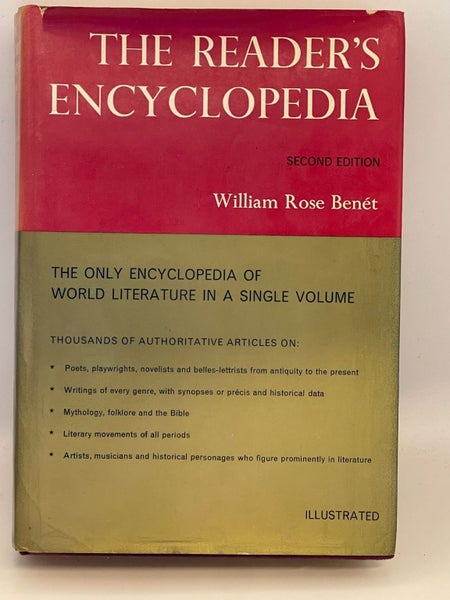 THE READER'S
ENCYCLOPEDIA
SECOND EDITION
William Rose Benét
THE ONLY ENCYCLOPEDIA OF
WORLD LITERATURE IN A SINGLE VOLUME
THOUSANDS OF AUTHORITATIVE ARTICLES ON:
* Poets, playwrights, novelists and belles-lettrists from antiquity to the present
* Writings of every genre, with synopses or précis and historical data
* Mythology, folklore and the Bible
* Literary movements of all periods
* Artists, musicians and historical personages who figure prominently in literature
ILLUSTRATED